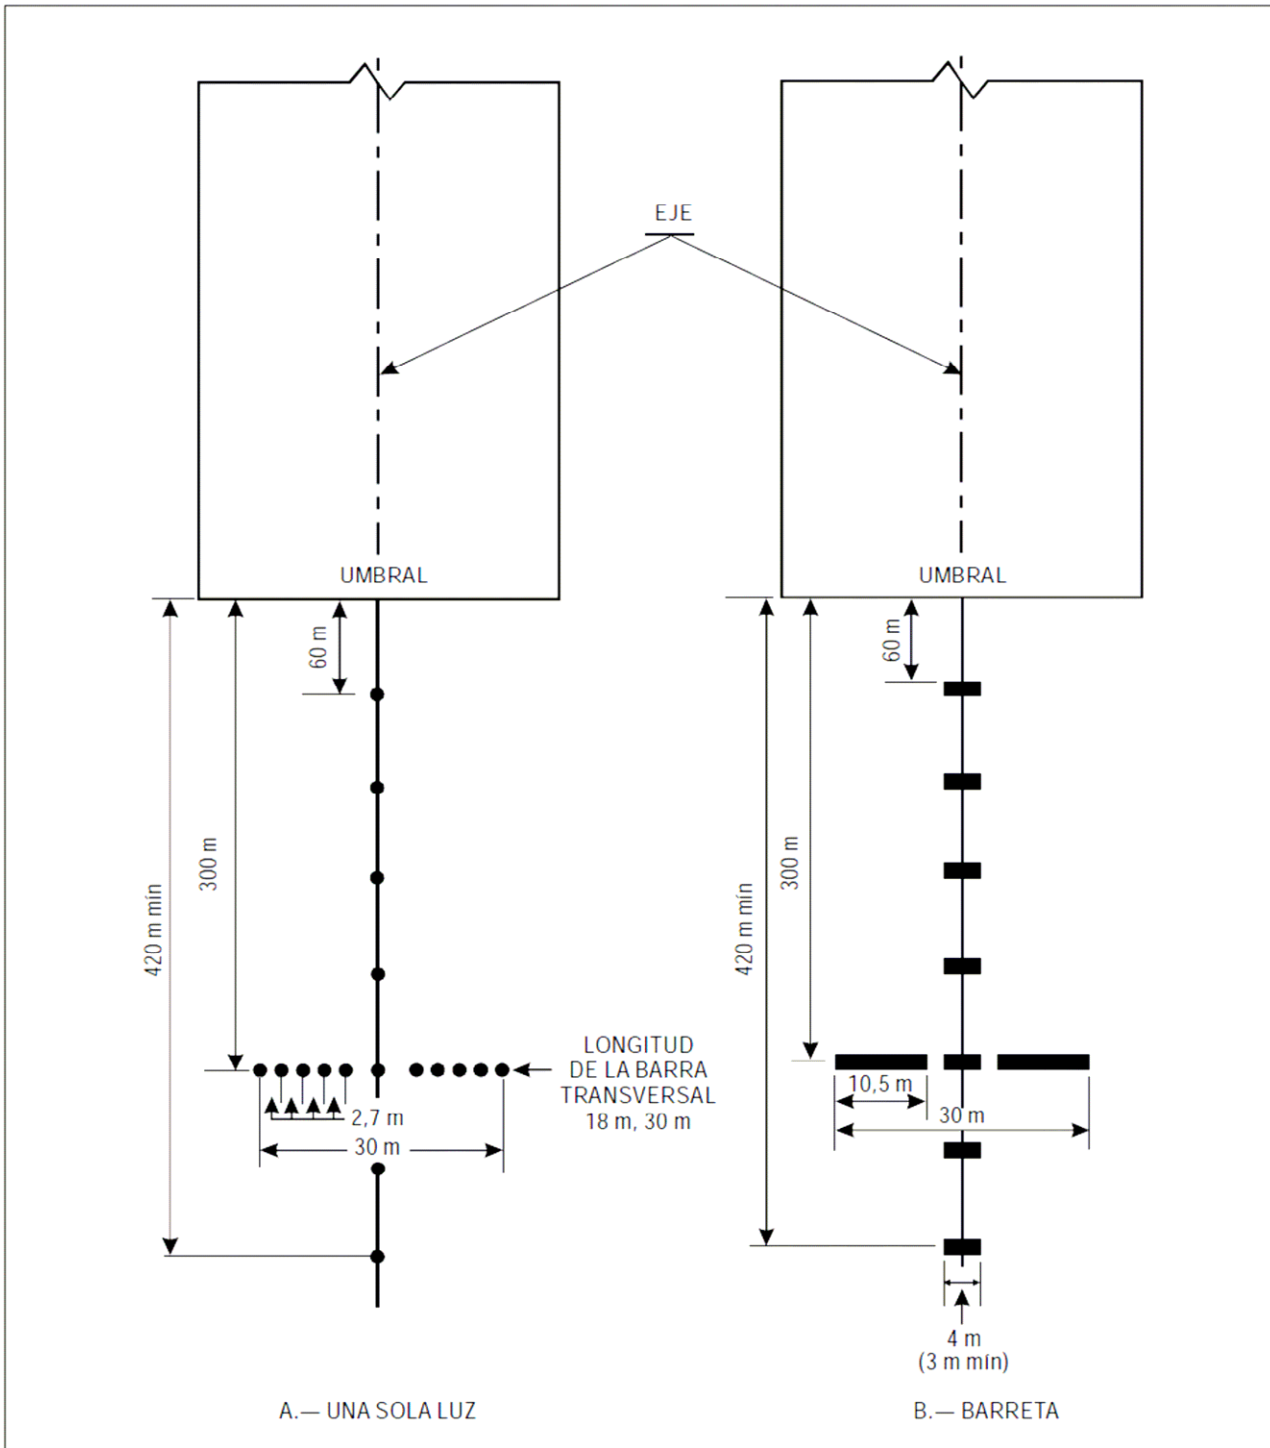 EJE
UMBRAL
UMBRAL
60 m
60 m
300 m
300 m
420 m mín
420 m mín
LONGITUD
DE LA BARRA
TRANSVERSAL
18 m, 30 m
2,7 m
30 m
10,5 m
30 m
4 m
(3 m mín)
A.— UNA SOLA LUZ
B.— BARRETA